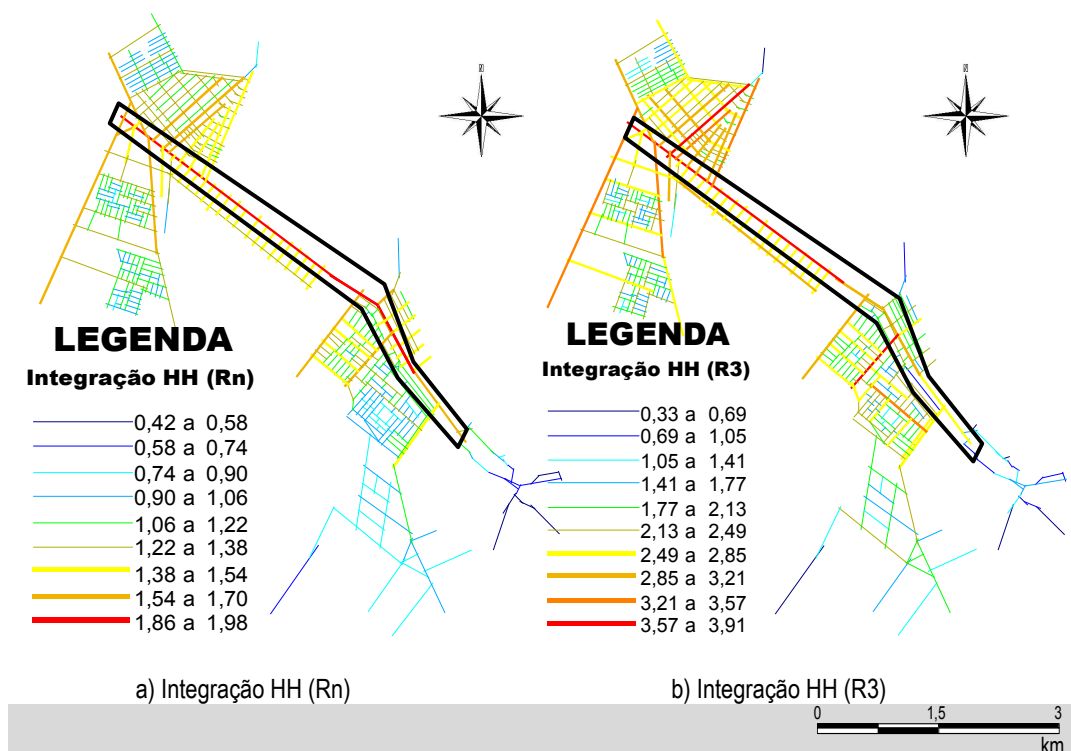 LEGENDA
Integração HH (Rn)
0,42 a 0,58
0,58 a 0,74
0,74 a 0,90
0,90 a 1,06
1,06 a 1,22
1,22 a 1,38
1,38 a 1,54
1,54 a 1,70
1,86 a 1,98
a) Integração HH (Rn)
LEGENDA
Integração HH (R3)
0,33 a 0,69
0,69 a 1,05
1,05 a 1,41
1,41 a 1,77
1,77 a 2,13
2,13 a 2,49
2,49 a 2,85
2,85 a 3,21
3,21 a 3,57
3,57 a 3,91
b) Integração HH (R3)
0 1,5 3
km